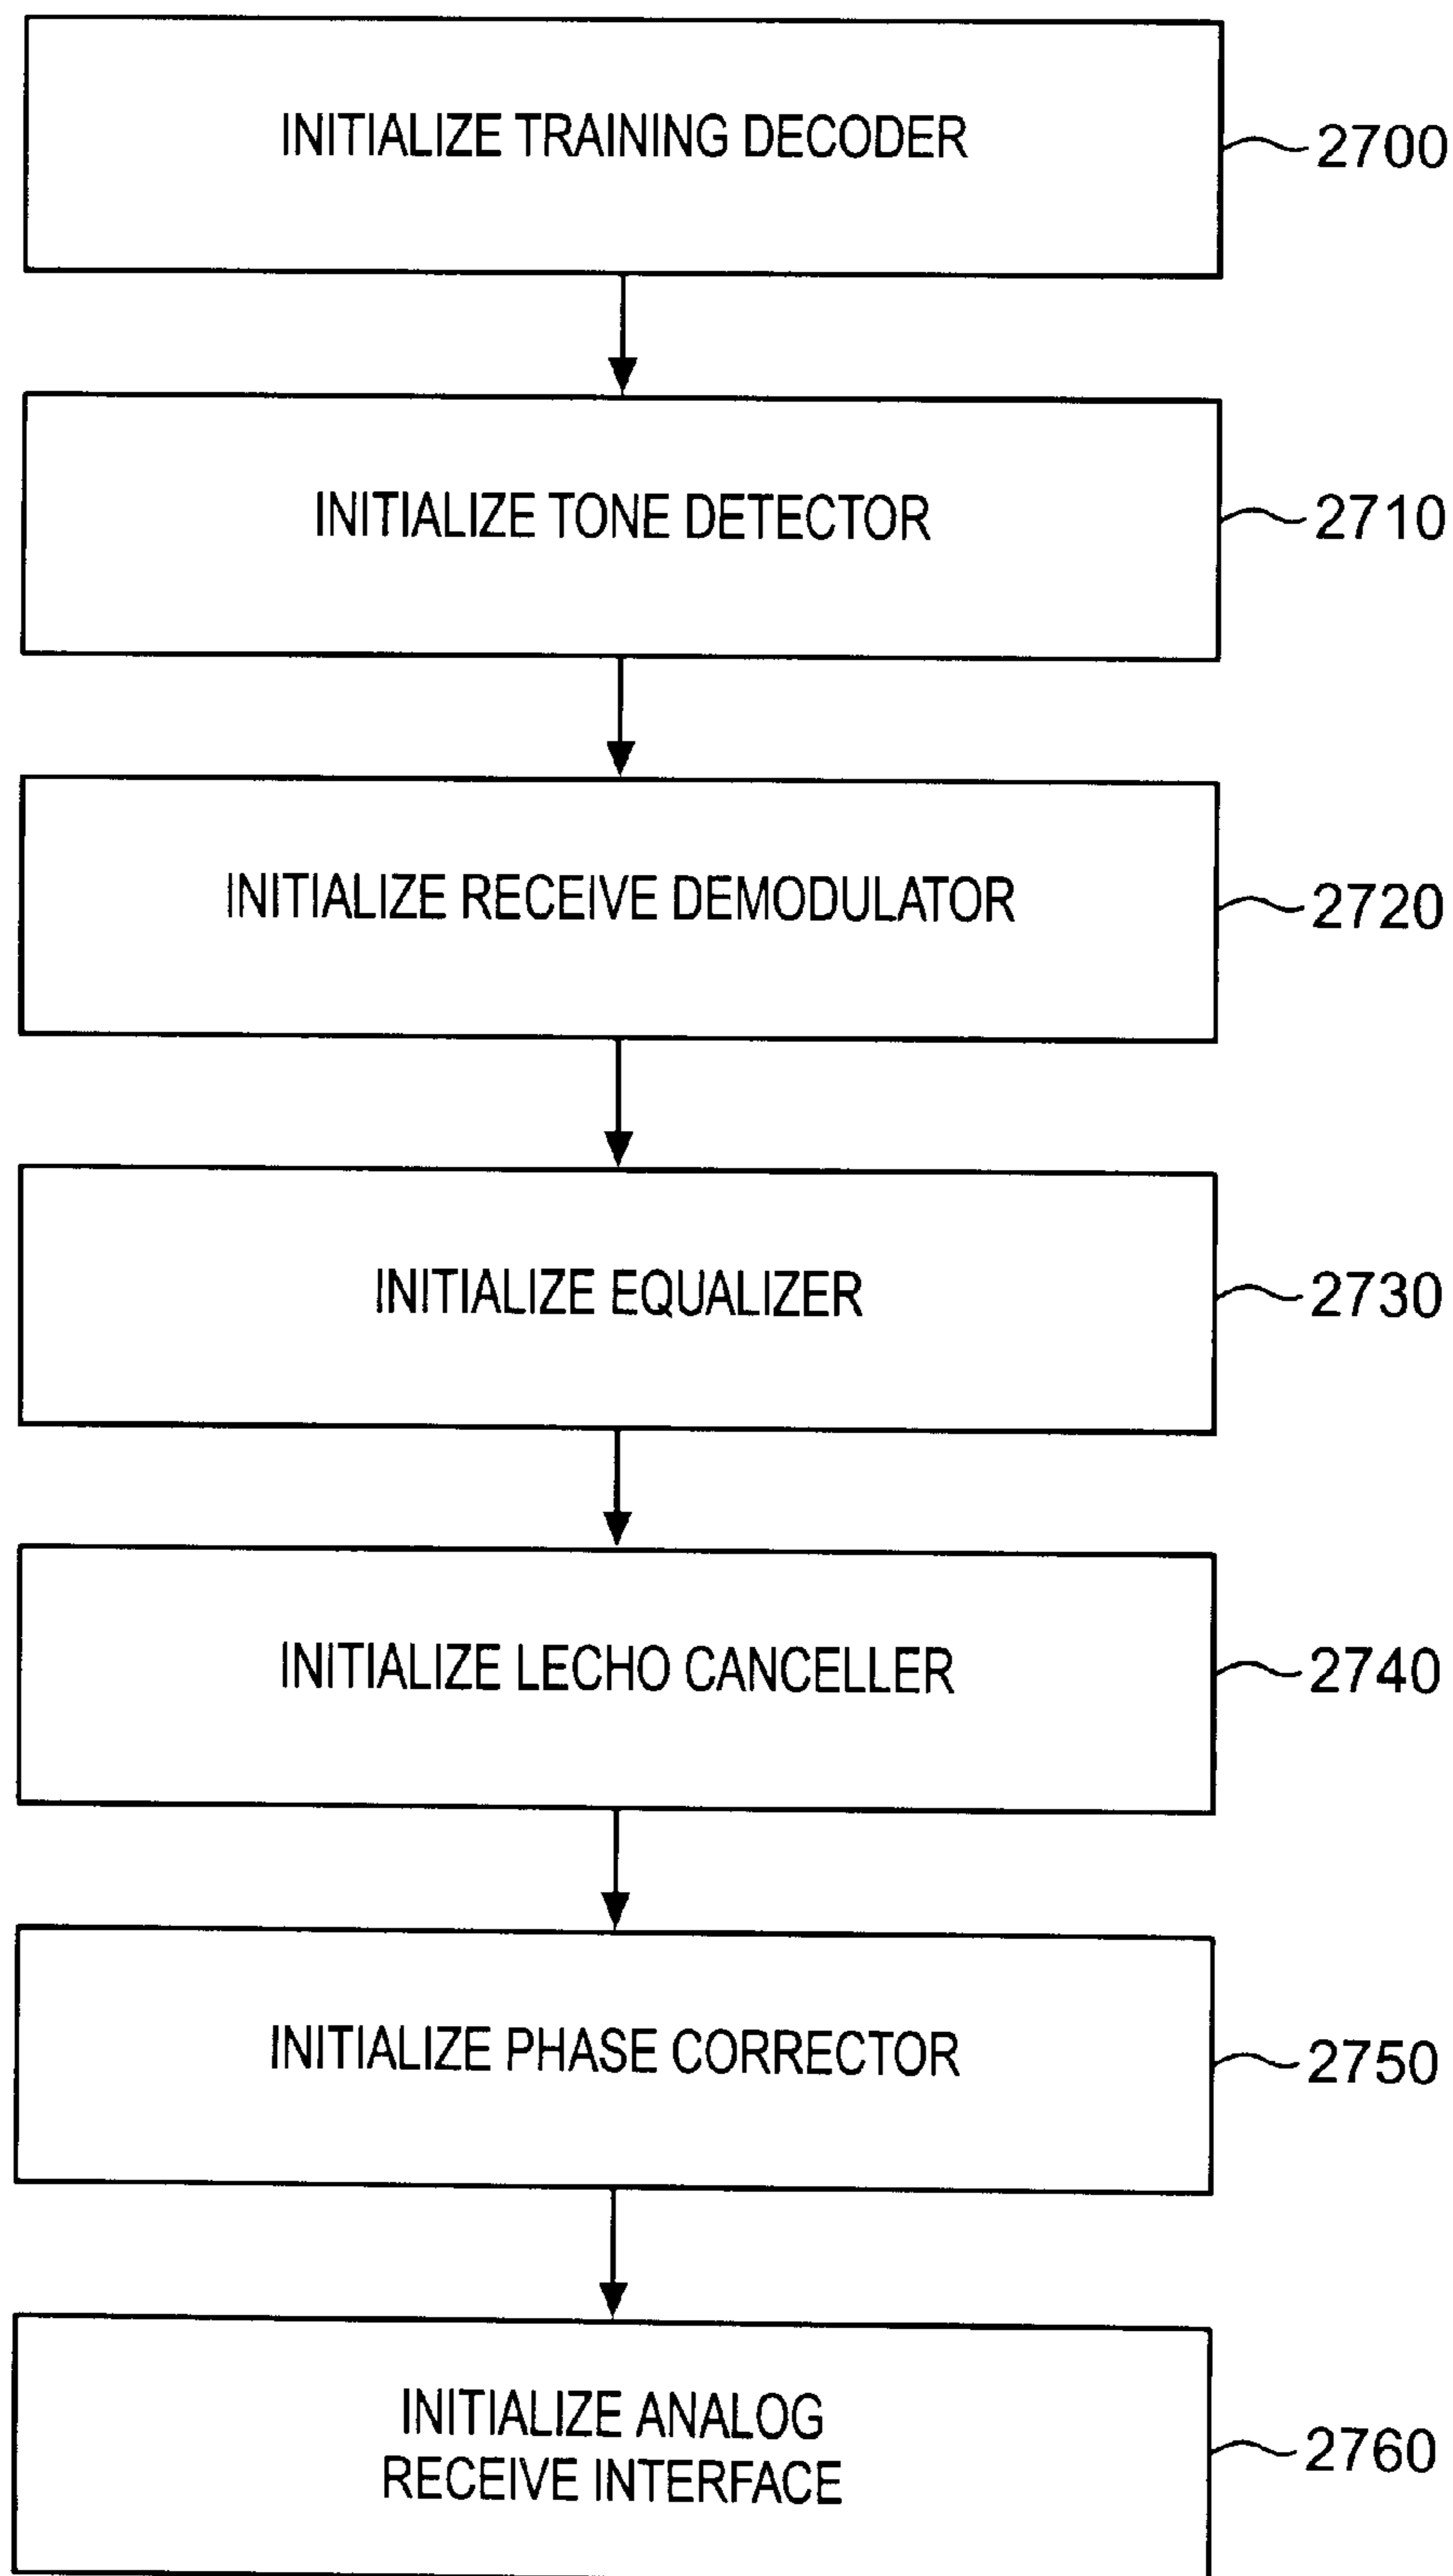 INITIALIZE TRAINING DECODER
2700
INITIALIZE TONE DETECTOR
2710
INITIALIZE RECEIVE DEMODULATOR
2720
INITIALIZE EQUALIZER
2730
INITIALIZE LECHO CANCELLER
2740
INITIALIZE PHASE CORRECTOR
2750
INITIALIZE ANALOG
RECEIVE INTERFACE
2760